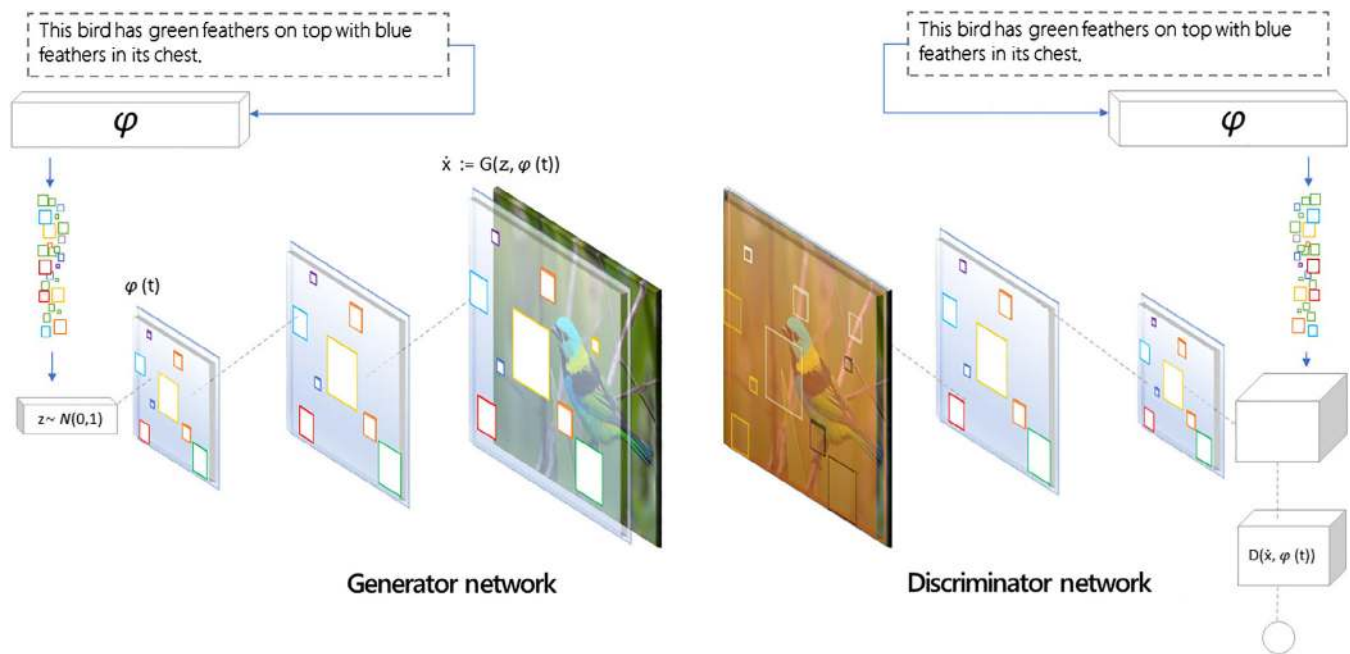 This bird has green feathers on top with blue
feathers in its chest.
φ
ẋ := G(z, φ (t))
φ (t)
z~ N(0,1)
Generator network
This bird has green feathers on top with blue
feathers in its chest.
φ
D(ẋ, φ (t))
Discriminator network